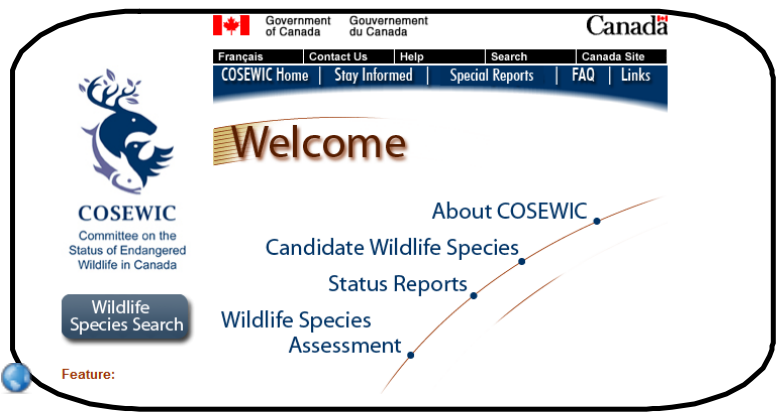 Government
of Canada
Gouvernement
du Canada
Canada
Français
Contact Us
Help
Search
Canada Site
COSEWIC Home
Stay Informed
Special Reports
FAQ
Links
COSEWIC
Committee on the
Status of Endangered
Wildlife in Canada
Wildlife
Species Search
Feature:
Welcome
About COSEWIC
Candidate Wildlife Species
Status Reports
Wildlife Species
Assessment